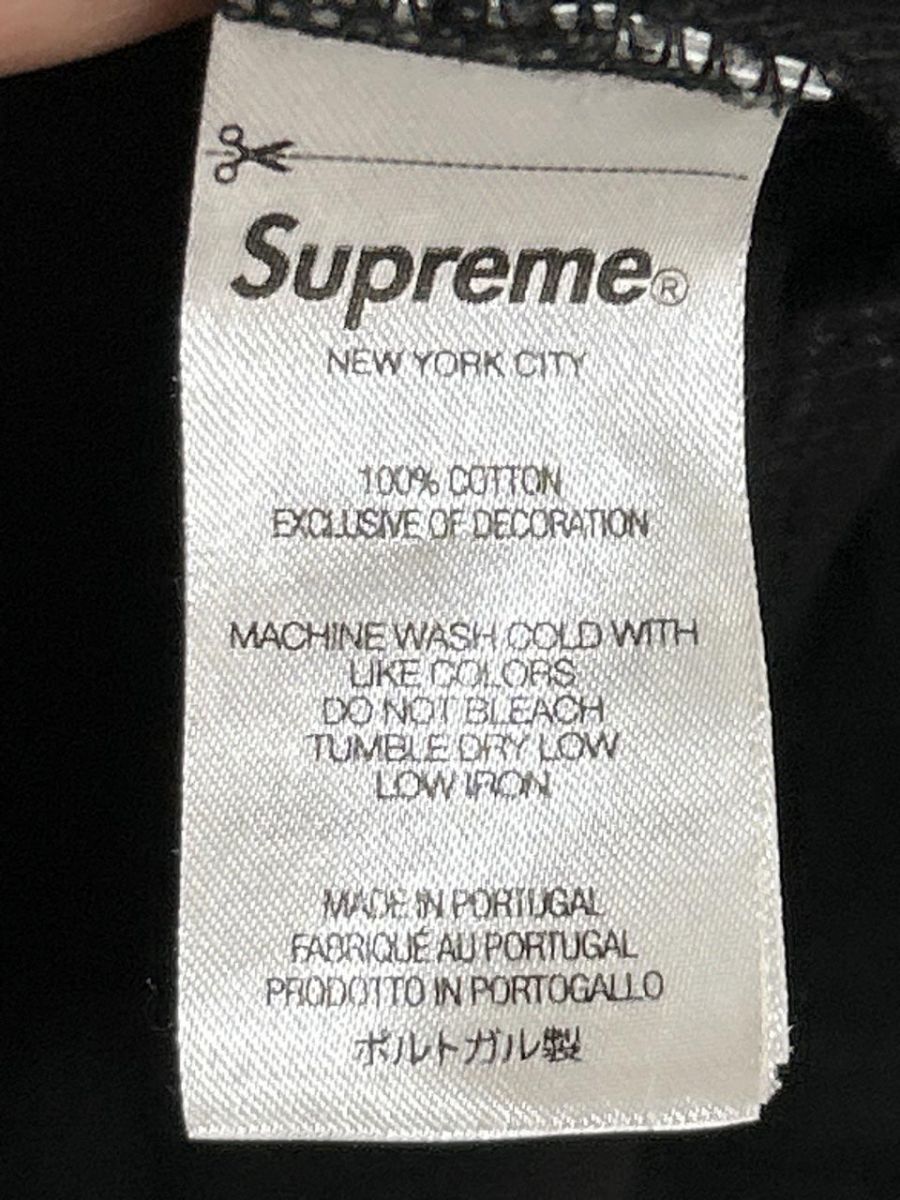 Supreme®
NEW YORK CITY
100% COTTON
EXCLUSIVE OF DECORATION
MACHINE WASH COLD WITH
LIKE COLORS
DO NOT BLEACH
TUMBLE DRY LOW
LOW IRON
MADE IN PORTUGAL
FABRIQUÉ AU PORTUGAL
PRODOTTO IN PORTOGALLO
ポルトガル製